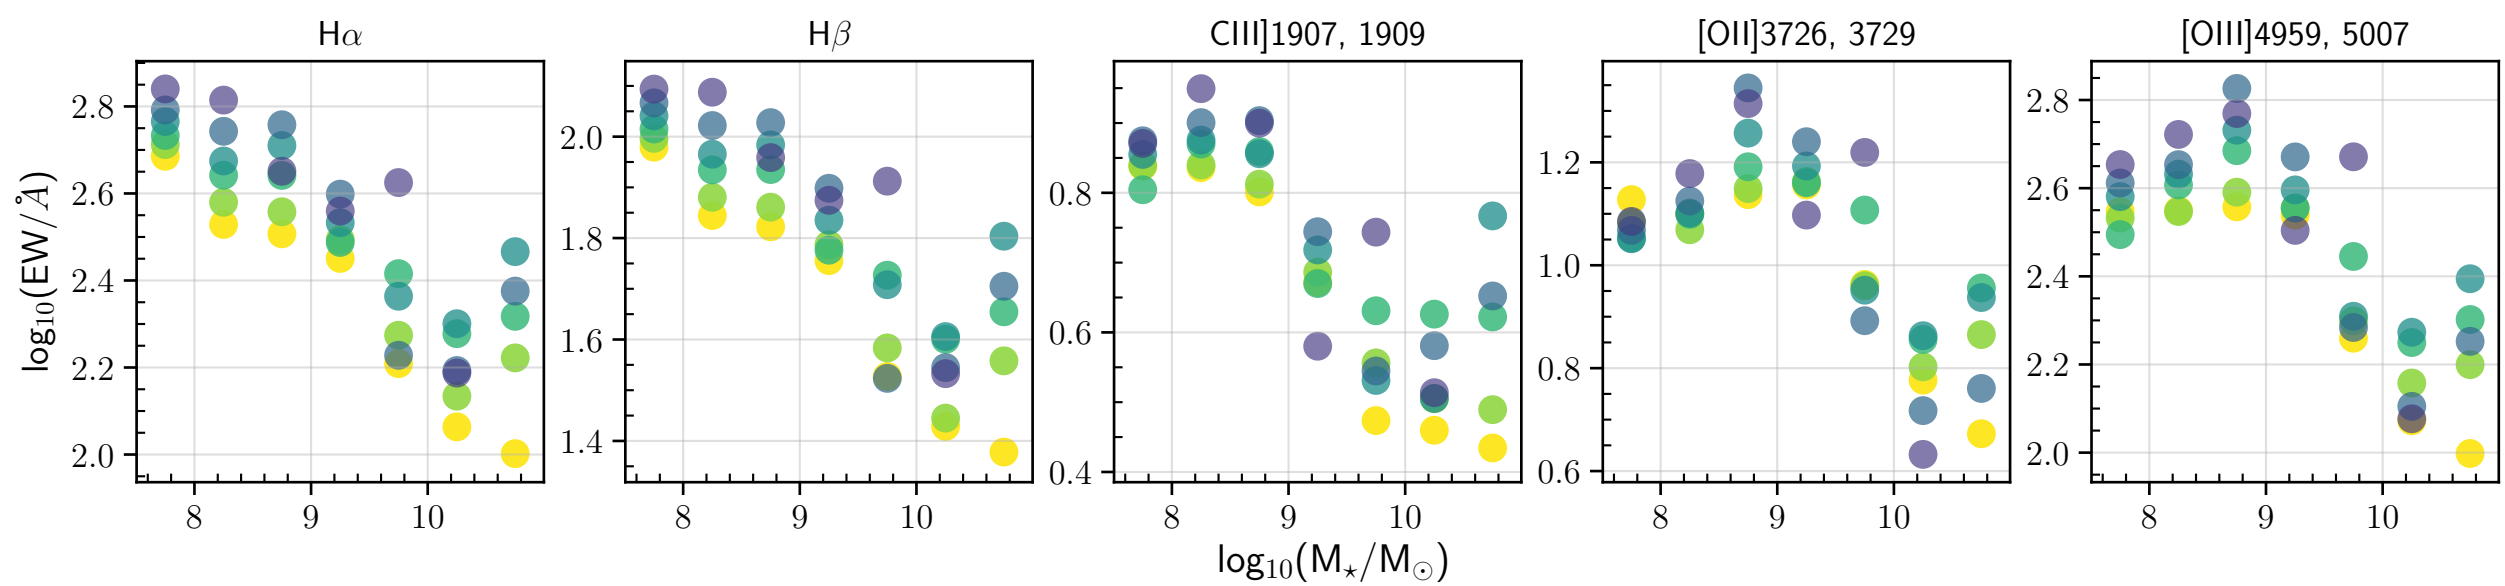 Hα
Hβ
CIII]1907, 1909
[OII]3726, 3729
[OIII]4959, 5007
log₁₀(EW/Å)
2.8
2.6
2.4
2.2
2.0
8 9 10
2.0
1.8
1.6
1.4
8 9 10
0.8
0.6
0.4
8 9 10
1.2
1.0
0.8
0.6
8 9 10
2.8
2.6
2.4
2.2
2.0
8 9 10
log₁₀(M⋆/M⊙)